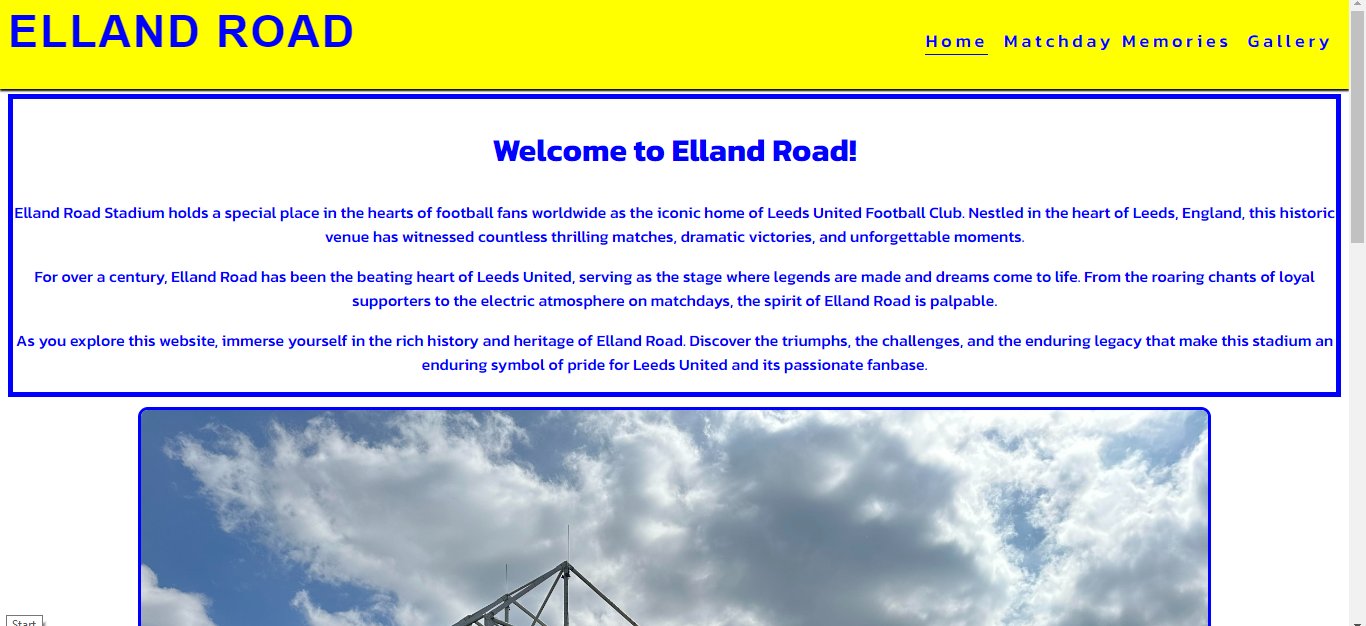 ELLAND ROAD
Home Matchday Memories Gallery
Welcome to Elland Road!
Elland Road Stadium holds a special place in the hearts of football fans worldwide as the iconic home of Leeds United Football Club. Nestled in the heart of Leeds, England, this historic
venue has witnessed countless thrilling matches, dramatic victories, and unforgettable moments.
For over a century, Elland Road has been the beating heart of Leeds United, serving as the stage where legends are made and dreams come to life. From the roaring chants of loyal
supporters to the electric atmosphere on matchdays, the spirit of Elland Road is palpable.
As you explore this website, immerse yourself in the rich history and heritage of Elland Road. Discover the triumphs, the challenges, and the enduring legacy that make this stadium an
enduring symbol of pride for Leeds United and its passionate fanbase.
Start